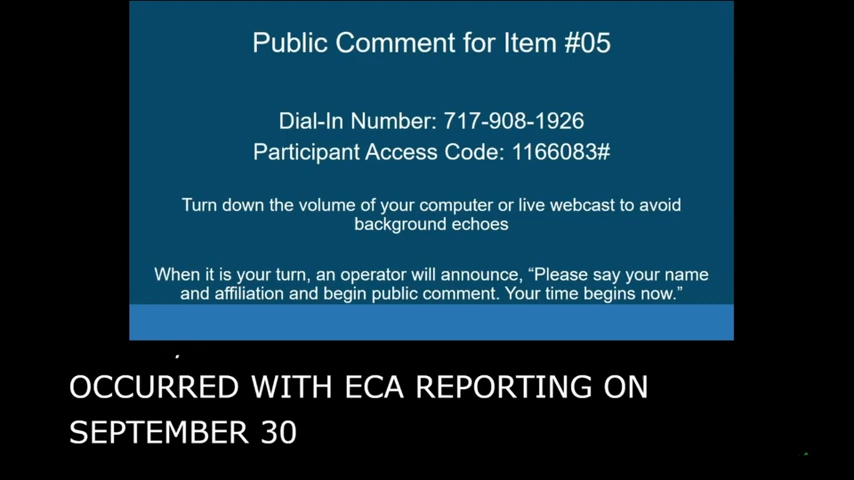 Public Comment for Item #05
Dial-In Number: 717-908-1926
Participant Access Code: 1166083#
Turn down the volume of your computer or live webcast to avoid
background echoes
When it is your turn, an operator will announce, “Please say your name
and affiliation and begin public comment. Your time begins now.”
OCCURRED WITH ECA REPORTING ON
SEPTEMBER 30